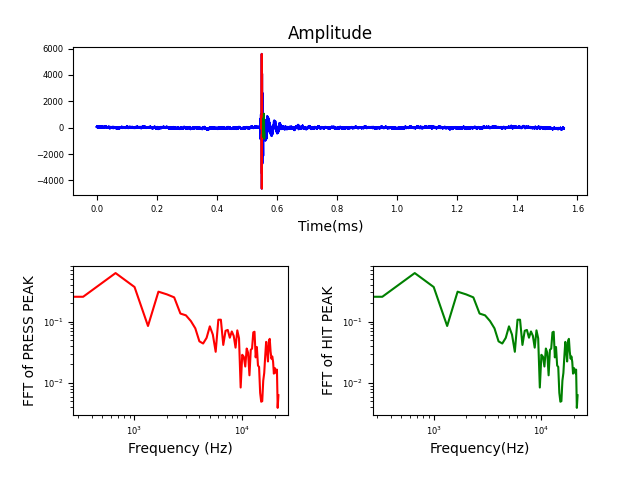 Amplitude
6000
4000
2000
0
−2000
−4000
0.0 0.2 0.4 0.6 0.8 1.0 1.2 1.4 1.6
Time(ms)
FFT of PRESS PEAK
10⁻¹
10⁻²
10³ 10⁴
Frequency (Hz)
FFT of HIT PEAK
10⁻¹
10⁻²
10³ 10⁴
Frequency(Hz)